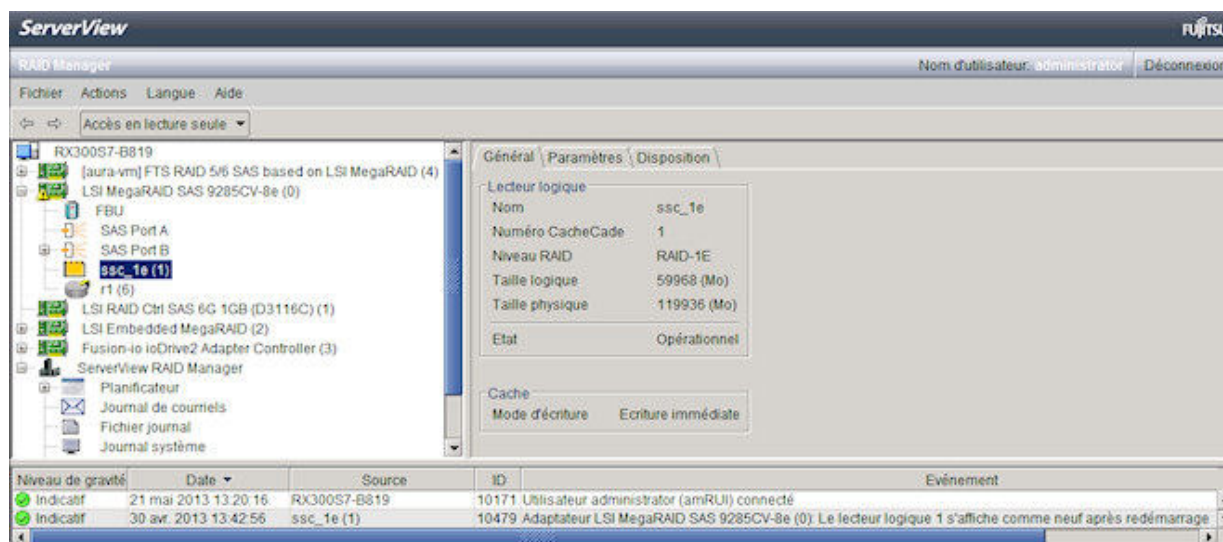 ServerView
RAID Manager Nom d'utilisateur: administrator Déconnexion
Fichier Actions Langue Aide
Accès en lecture seule
RX300S7-B819
[aura-vm] FTS RAID 5/6 SAS based on LSI MegaRAID (4)
LSI MegaRAID SAS 9285CV-8e (0)
FBU
SAS Port A
SAS Port B
ssc_1e (1)
r1 (6)
LSI RAID Ctrl SAS 6G 1GB (D3116C) (1)
LSI Embedded MegaRAID (2)
Fusion-io ioDrive2 Adapter Controller (3)
ServerView RAID Manager
Planificateur
Journal de courriels
Fichier journal
Journal système
Général Paramètres Disposition
Lecteur logique
Nom ssc_1e
Numéro CacheCade 1
Niveau RAID RAID-1E
Taille logique 59968 (Mo)
Taille physique 119936 (Mo)
Etat Opérationnel
Cache
Mode d'écriture Ecriture immédiate
Niveau de gravité Date Source ID Evénement
Indicatif 21 mai 2013 13:20:16 RX300S7-B819 10171 Utilisateur administrator (amRUI) connecté
Indicatif 30 avr. 2013 13:42:56 ssc_1e (1) 10479 Adaptateur LSI MegaRAID SAS 9285CV-8e (0): Le lecteur logique 1 s'affiche comme neuf après redémarrage